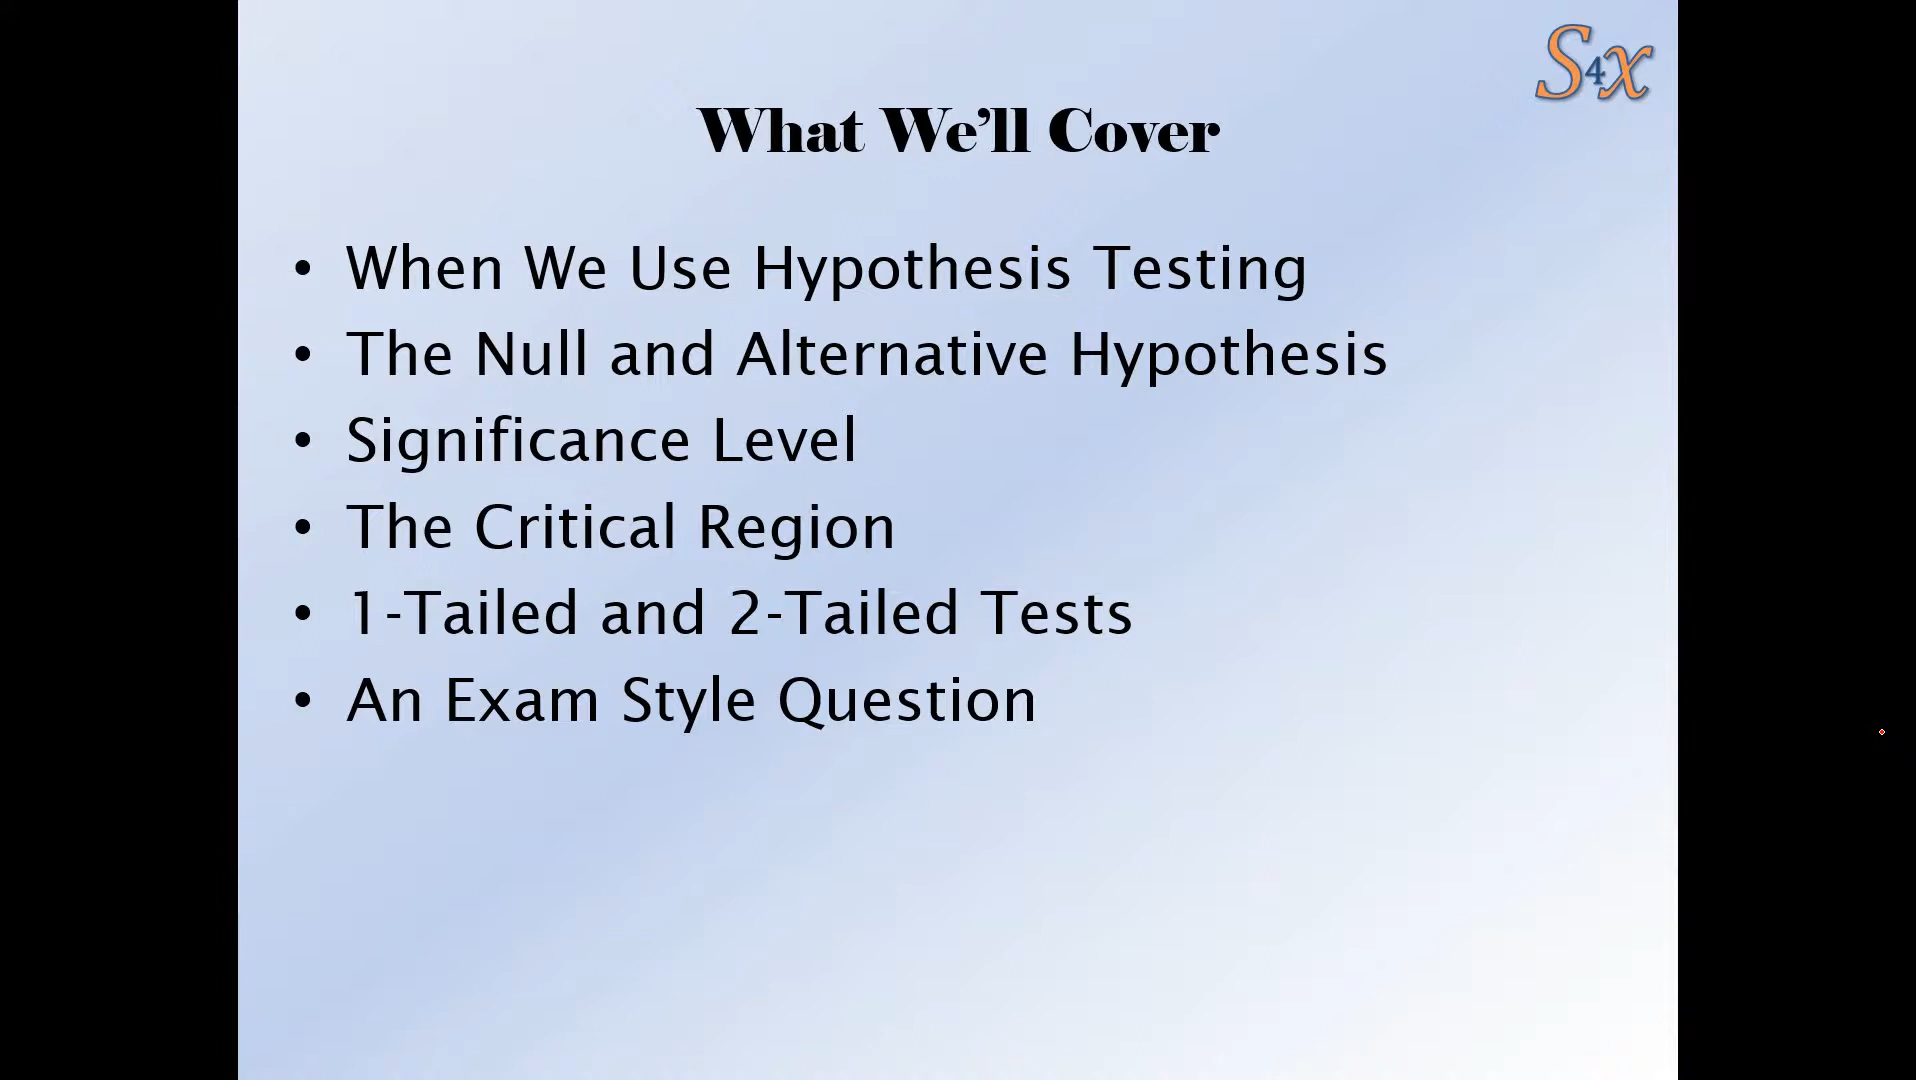 S4x
What We’ll Cover
• When We Use Hypothesis Testing
• The Null and Alternative Hypothesis
• Significance Level
• The Critical Region
• 1-Tailed and 2-Tailed Tests
• An Exam Style Question